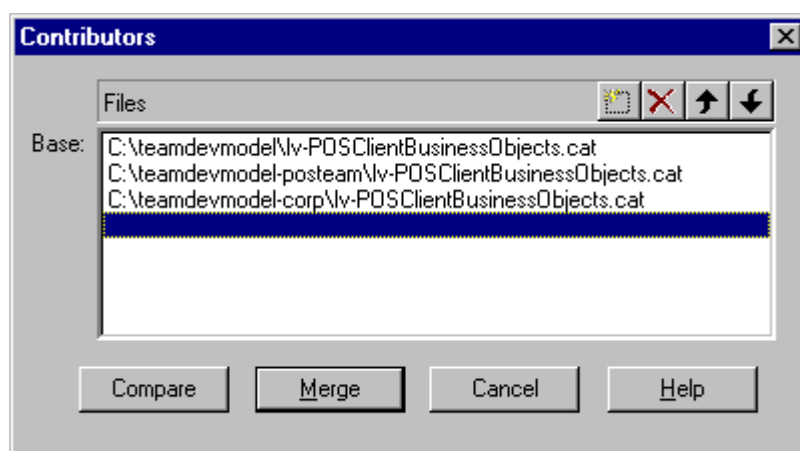 Contributors
Files
Base:
C:\teamdevmodel\lv-POSClientBusinessObjects.cat
C:\teamdevmodel-posteam\lv-POSClientBusinessObjects.cat
C:\teamdevmodel-corp\lv-POSClientBusinessObjects.cat
Compare Merge Cancel Help